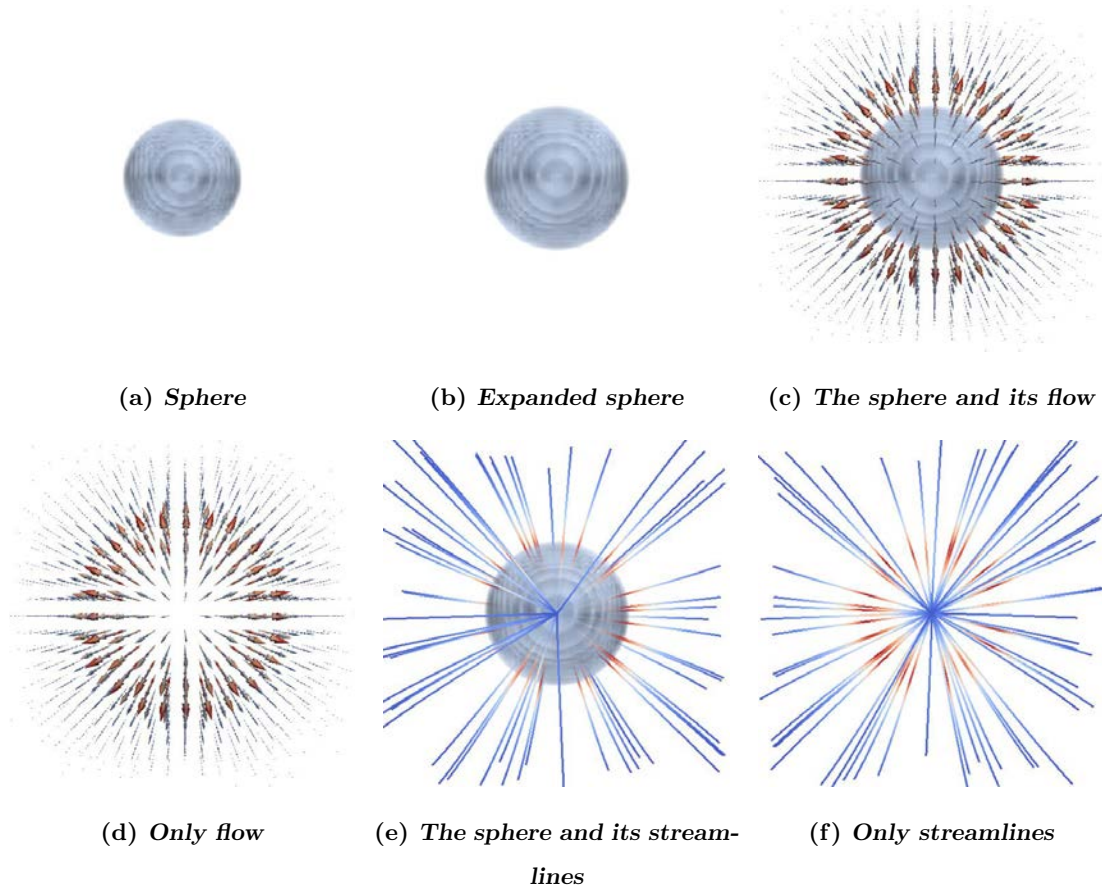 (a) Sphere
(b) Expanded sphere
(c) The sphere and its flow
(d) Only flow
(e) The sphere and its stream-
lines
(f) Only streamlines